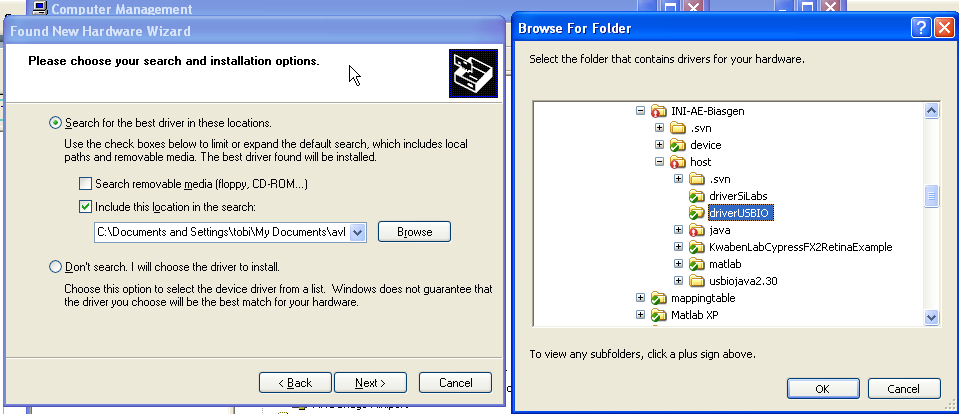 Computer Management
Found New Hardware Wizard
Please choose your search and installation options.
Search for the best driver in these locations.
Use the check boxes below to limit or expand the default search, which includes local
paths and removable media. The best driver found will be installed.
Search removable media (floppy, CD-ROM...)
Include this location in the search:
C:\Documents and Settings\tobi\My Documents\avl
Browse
Don't search. I will choose the driver to install.
Choose this option to select the device driver from a list. Windows does not guarantee that
the driver you choose will be the best match for your hardware.
< Back
Next >
Cancel
Browse For Folder
Select the folder that contains drivers for your hardware.
INI-AE-Biasgen
.svn
device
host
.svn
driverSiLabs
driverUSBIO
java
KwabenLabCypressFX2RetinaExample
matlab
usbiojava2.30
mappingtable
Matlab XP
To view any subfolders, click a plus sign above.
OK
Cancel